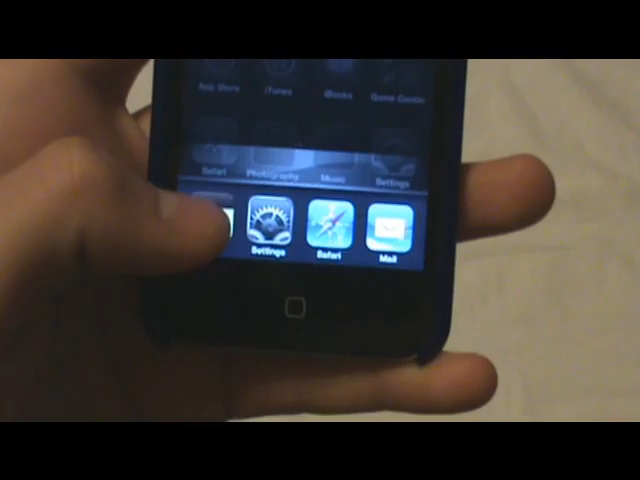 App Store iTunes iBooks Game Center
Safari Photography Music Settings
Settings Safari Mail